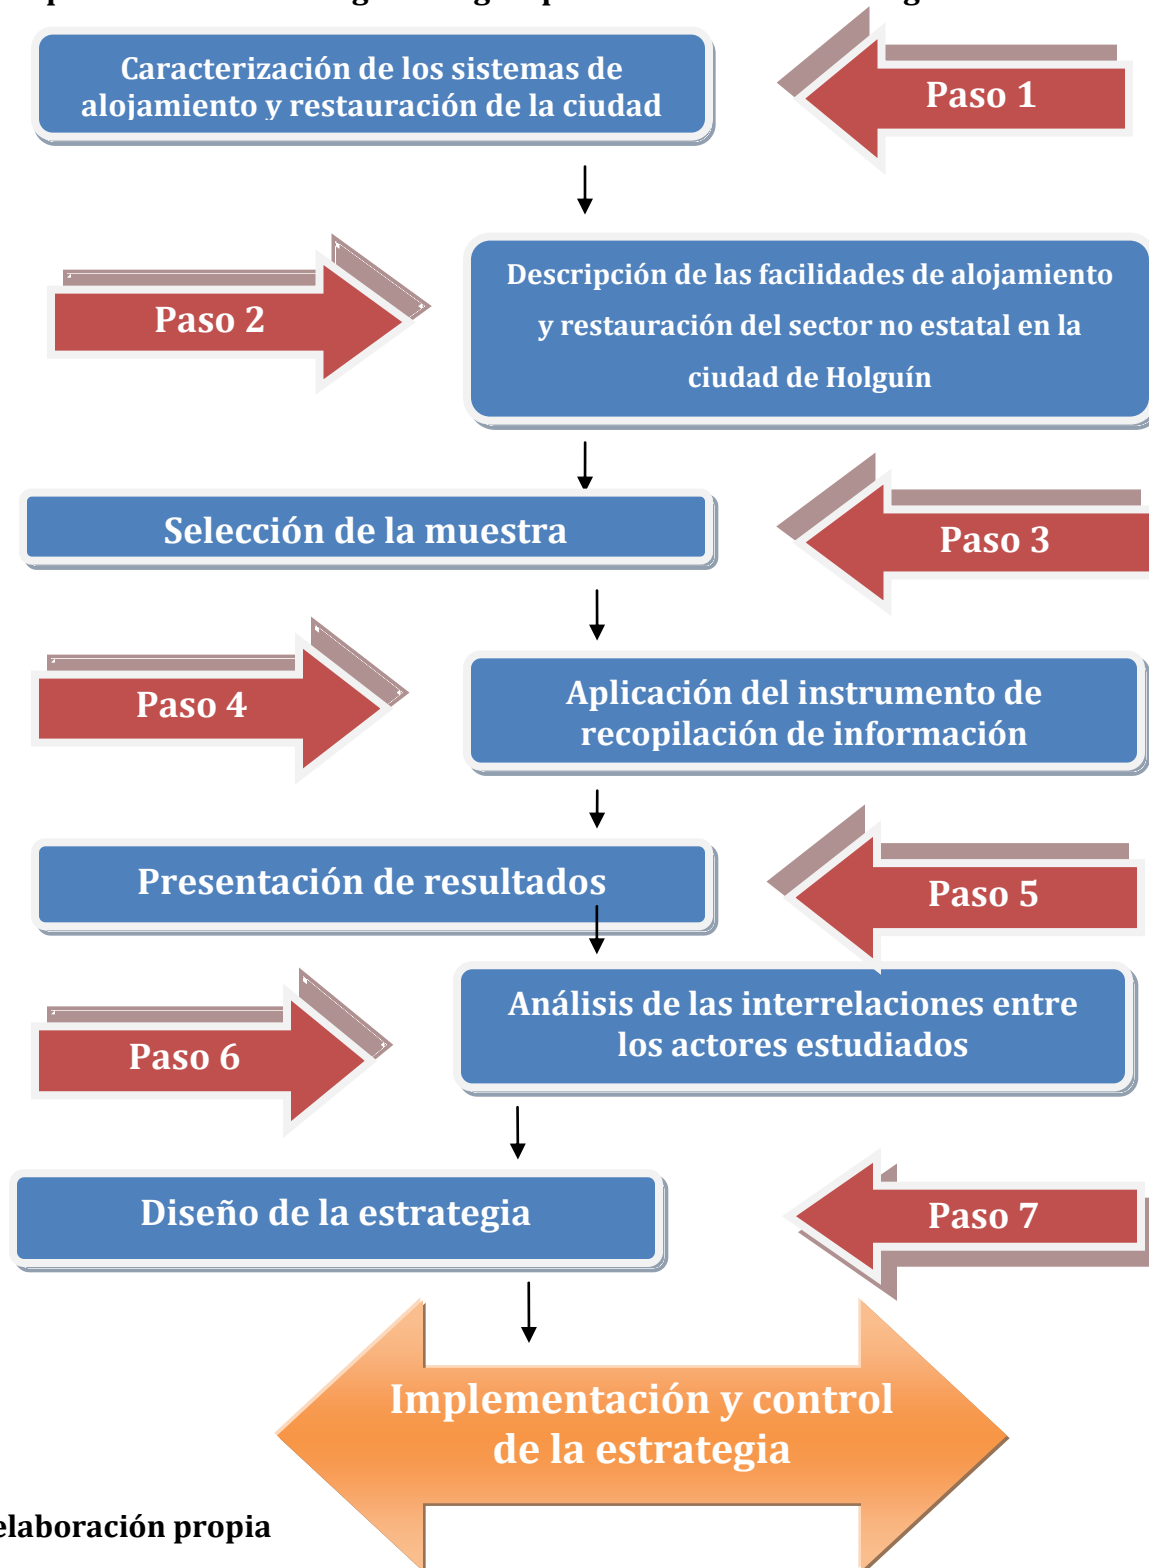 Caracterización de los sistemas de
alojamiento y restauración de la ciudad
Paso 1
Paso 2
Descripción de las facilidades de alojamiento
y restauración del sector no estatal en la
ciudad de Holguín
Selección de la muestra
Paso 3
Paso 4
Aplicación del instrumento de
recopilación de información
Presentación de resultados
Paso 5
Paso 6
Análisis de las interrelaciones entre
los actores estudiados
Diseño de la estrategia
Paso 7
Implementación y control
de la estrategia
elaboración propia